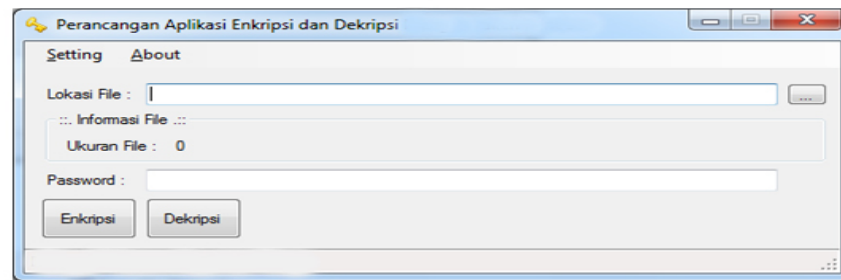 Perancangan Aplikasi Enkripsi dan Dekripsi
Setting About
Lokasi File : ...
::. Informasi File .::
Ukuran File : 0
Password :
Enkripsi Dekripsi